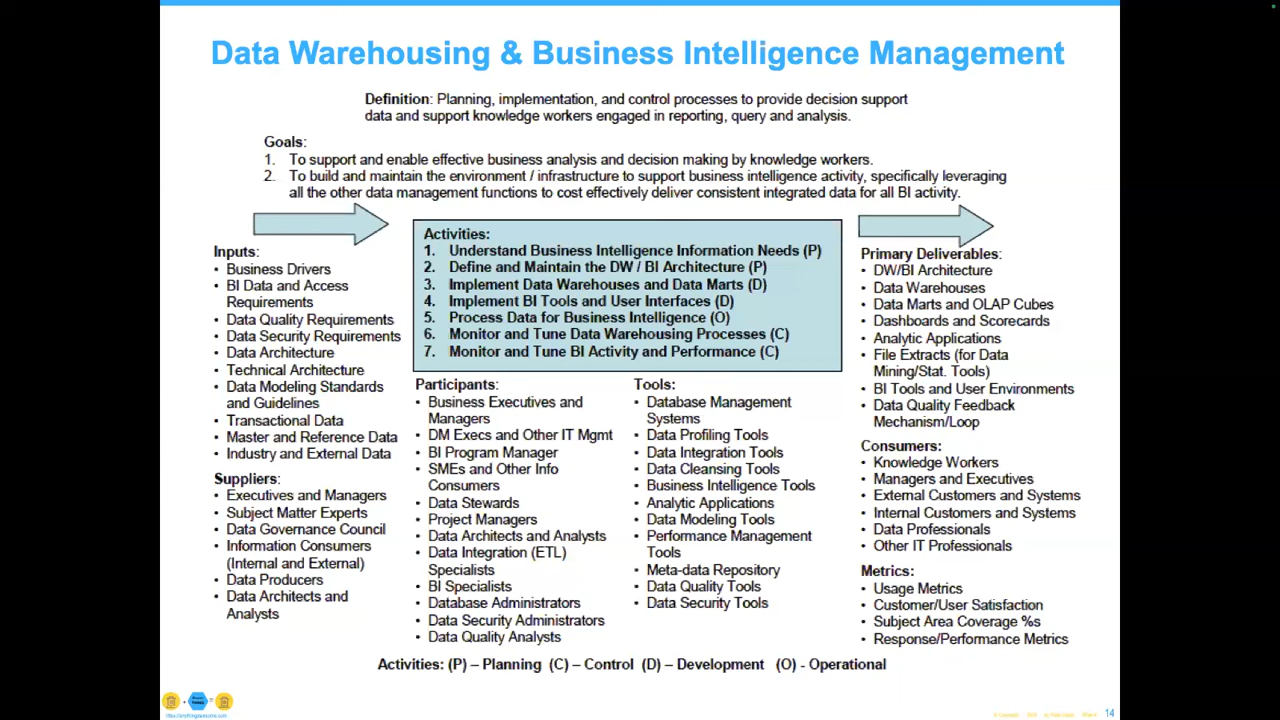 Data Warehousing & Business Intelligence Management
Definition: Planning, implementation, and control processes to provide decision support
data and support knowledge workers engaged in reporting, query and analysis.
Goals:
1. To support and enable effective business analysis and decision making by knowledge workers.
2. To build and maintain the environment / infrastructure to support business intelligence activity, specifically leveraging
all the other data management functions to cost effectively deliver consistent integrated data for all BI activity.
Inputs:
• Business Drivers
• BI Data and Access
Requirements
• Data Quality Requirements
• Data Security Requirements
• Data Architecture
• Technical Architecture
• Data Modeling Standards
and Guidelines
• Transactional Data
• Master and Reference Data
• Industry and External Data
Suppliers:
• Executives and Managers
• Subject Matter Experts
• Data Governance Council
• Information Consumers
(Internal and External)
• Data Producers
• Data Architects and
Analysts
Activities:
1. Understand Business Intelligence Information Needs (P)
2. Define and Maintain the DW / BI Architecture (P)
3. Implement Data Warehouses and Data Marts (D)
4. Implement BI Tools and User Interfaces (D)
5. Process Data for Business Intelligence (O)
6. Monitor and Tune Data Warehousing Processes (C)
7. Monitor and Tune BI Activity and Performance (C)
Participants:
• Business Executives and
Managers
• DM Execs and Other IT Mgmt
• BI Program Manager
• SMEs and Other Info
Consumers
• Data Stewards
• Project Managers
• Data Architects and Analysts
• Data Integration (ETL)
Specialists
• BI Specialists
• Database Administrators
• Data Security Administrators
• Data Quality Analysts
Tools:
• Database Management
Systems
• Data Profiling Tools
• Data Integration Tools
• Data Cleansing Tools
• Business Intelligence Tools
• Analytic Applications
• Data Modeling Tools
• Performance Management
Tools
• Meta-data Repository
• Data Quality Tools
• Data Security Tools
Primary Deliverables:
• DW/BI Architecture
• Data Warehouses
• Data Marts and OLAP Cubes
• Dashboards and Scorecards
• Analytic Applications
• File Extracts (for Data
Mining/Stat. Tools)
• BI Tools and User Environments
• Data Quality Feedback
Mechanism/Loop
Consumers:
• Knowledge Workers
• Managers and Executives
• External Customers and Systems
• Internal Customers and Systems
• Data Professionals
• Other IT Professionals
Metrics:
• Usage Metrics
• Customer/User Satisfaction
• Subject Area Coverage %s
• Response/Performance Metrics
Activities: (P) – Planning (C) – Control (D) – Development (O) - Operational
14